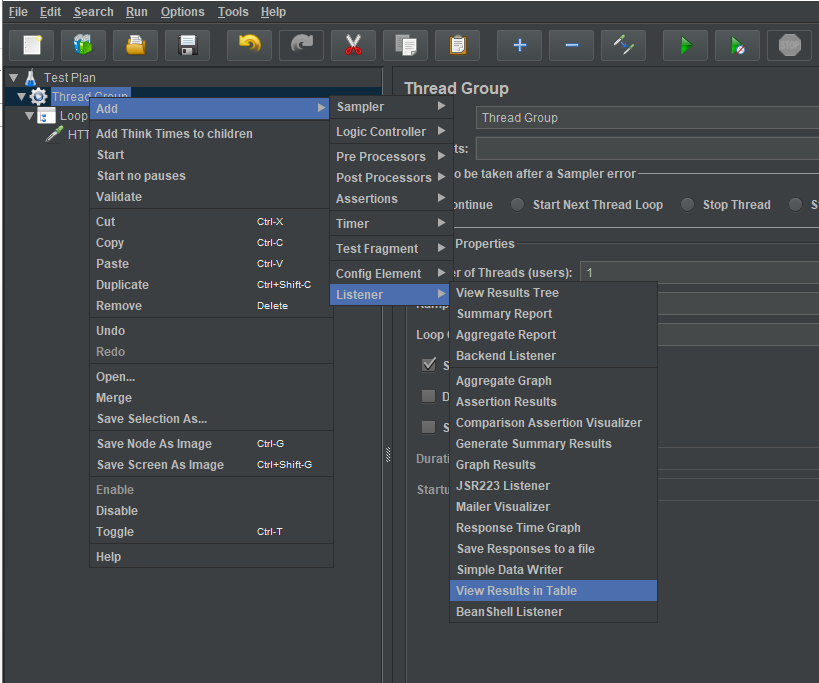 File Edit Search Run Options Tools Help
STOP
Test Plan
Thread Group
Loop
HTT
Add
Add Think Times to children
Start
Start no pauses
Validate
Cut Ctrl-X
Copy Ctrl-C
Paste Ctrl-V
Duplicate Ctrl+Shift-C
Remove Delete
Undo
Redo
Open...
Merge
Save Selection As...
Save Node As Image Ctrl-G
Save Screen As Image Ctrl+Shift-G
Enable
Disable
Toggle Ctrl-T
Help
Sampler
Logic Controller
Pre Processors
Post Processors
Assertions
Timer
Test Fragment
Config Element
Listener
View Results Tree
Summary Report
Aggregate Report
Backend Listener
Aggregate Graph
Assertion Results
Comparison Assertion Visualizer
Generate Summary Results
Graph Results
JSR223 Listener
Mailer Visualizer
Response Time Graph
Save Responses to a file
Simple Data Writer
View Results in Table
BeanShell Listener
Thread Group
Thread Group
ts:
o be taken after a Sampler error
ontinue Start Next Thread Loop Stop Thread S
Properties
er of Threads (users): 1
Loop
S
D
S
Durati
Startu